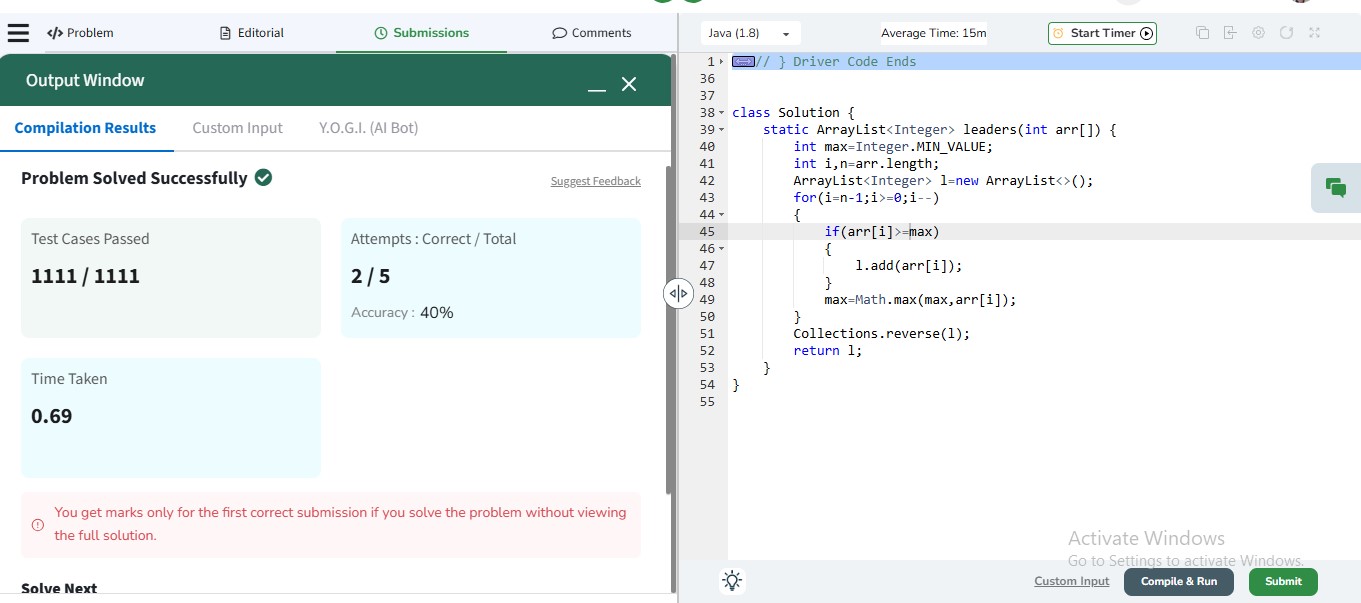 </> Problem
Editorial
Submissions
Comments
Output Window
Compilation Results
Custom Input
Y.O.G.I. (AI Bot)
Problem Solved Successfully
Suggest Feedback
Test Cases Passed
1111 / 1111
Attempts : Correct / Total
2 / 5
Accuracy : 40%
Time Taken
0.69
You get marks only for the first correct submission if you solve the problem without viewing
the full solution.
Solve Next
Java (1.8)
Average Time: 15m
Start Timer
1 // } Driver Code Ends
36
37
38 class Solution {
39     static ArrayList<Integer> leaders(int arr[]) {
40         int max=Integer.MIN_VALUE;
41         int i,n=arr.length;
42         ArrayList<Integer> l=new ArrayList<>();
43         for(i=n-1;i>=0;i--)
44         {
45             if(arr[i]>=max)
46             {
47                 l.add(arr[i]);
48             }
49             max=Math.max(max,arr[i]);
50         }
51         Collections.reverse(l);
52         return l;
53     }
54 }
55
Activate Windows
Go to Settings to activate Windows.
Custom Input
Compile & Run
Submit